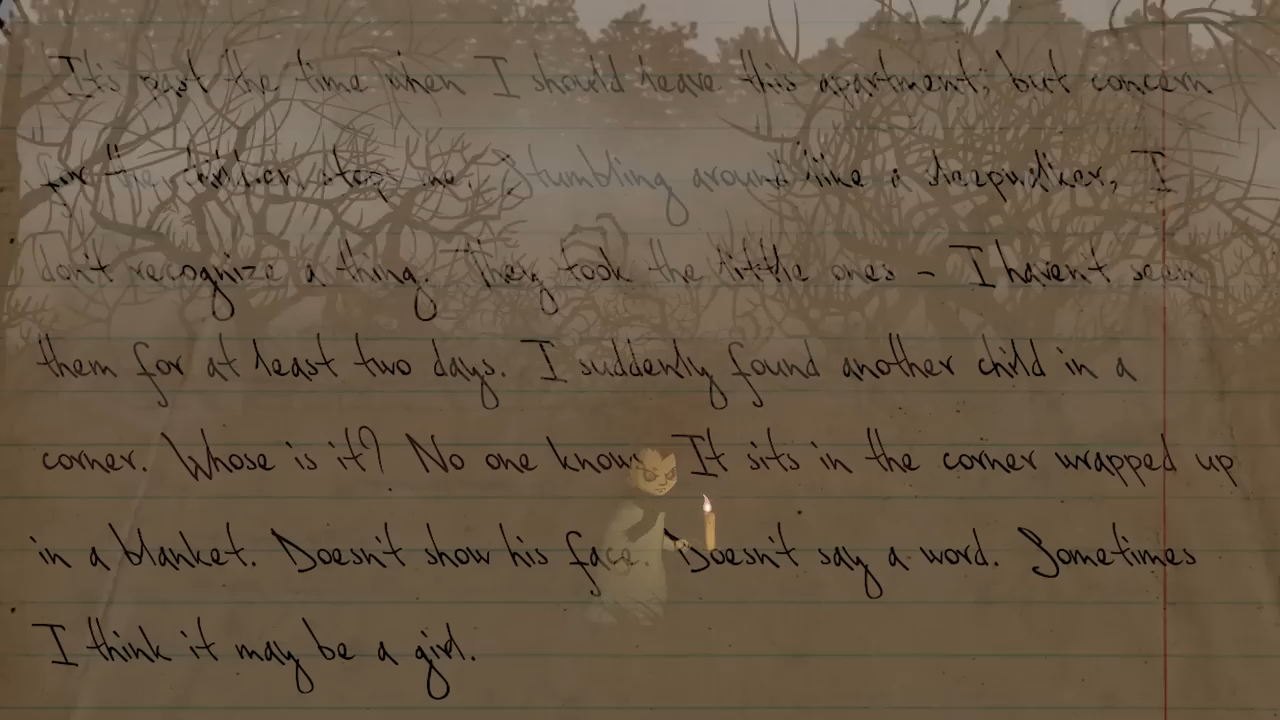 It's past the time when I should leave this apartment, but concern
for the children stops me. Stumbling around like a sleepwalker, I
don't recognize a thing. They took the little ones - I haven't seen
them for at least two days. I suddenly found another child in a
corner. Whose is it? No one knows. It sits in the corner wrapped up
in a blanket. Doesn't show his face. Doesn't say a word. Sometimes
I think it may be a girl.